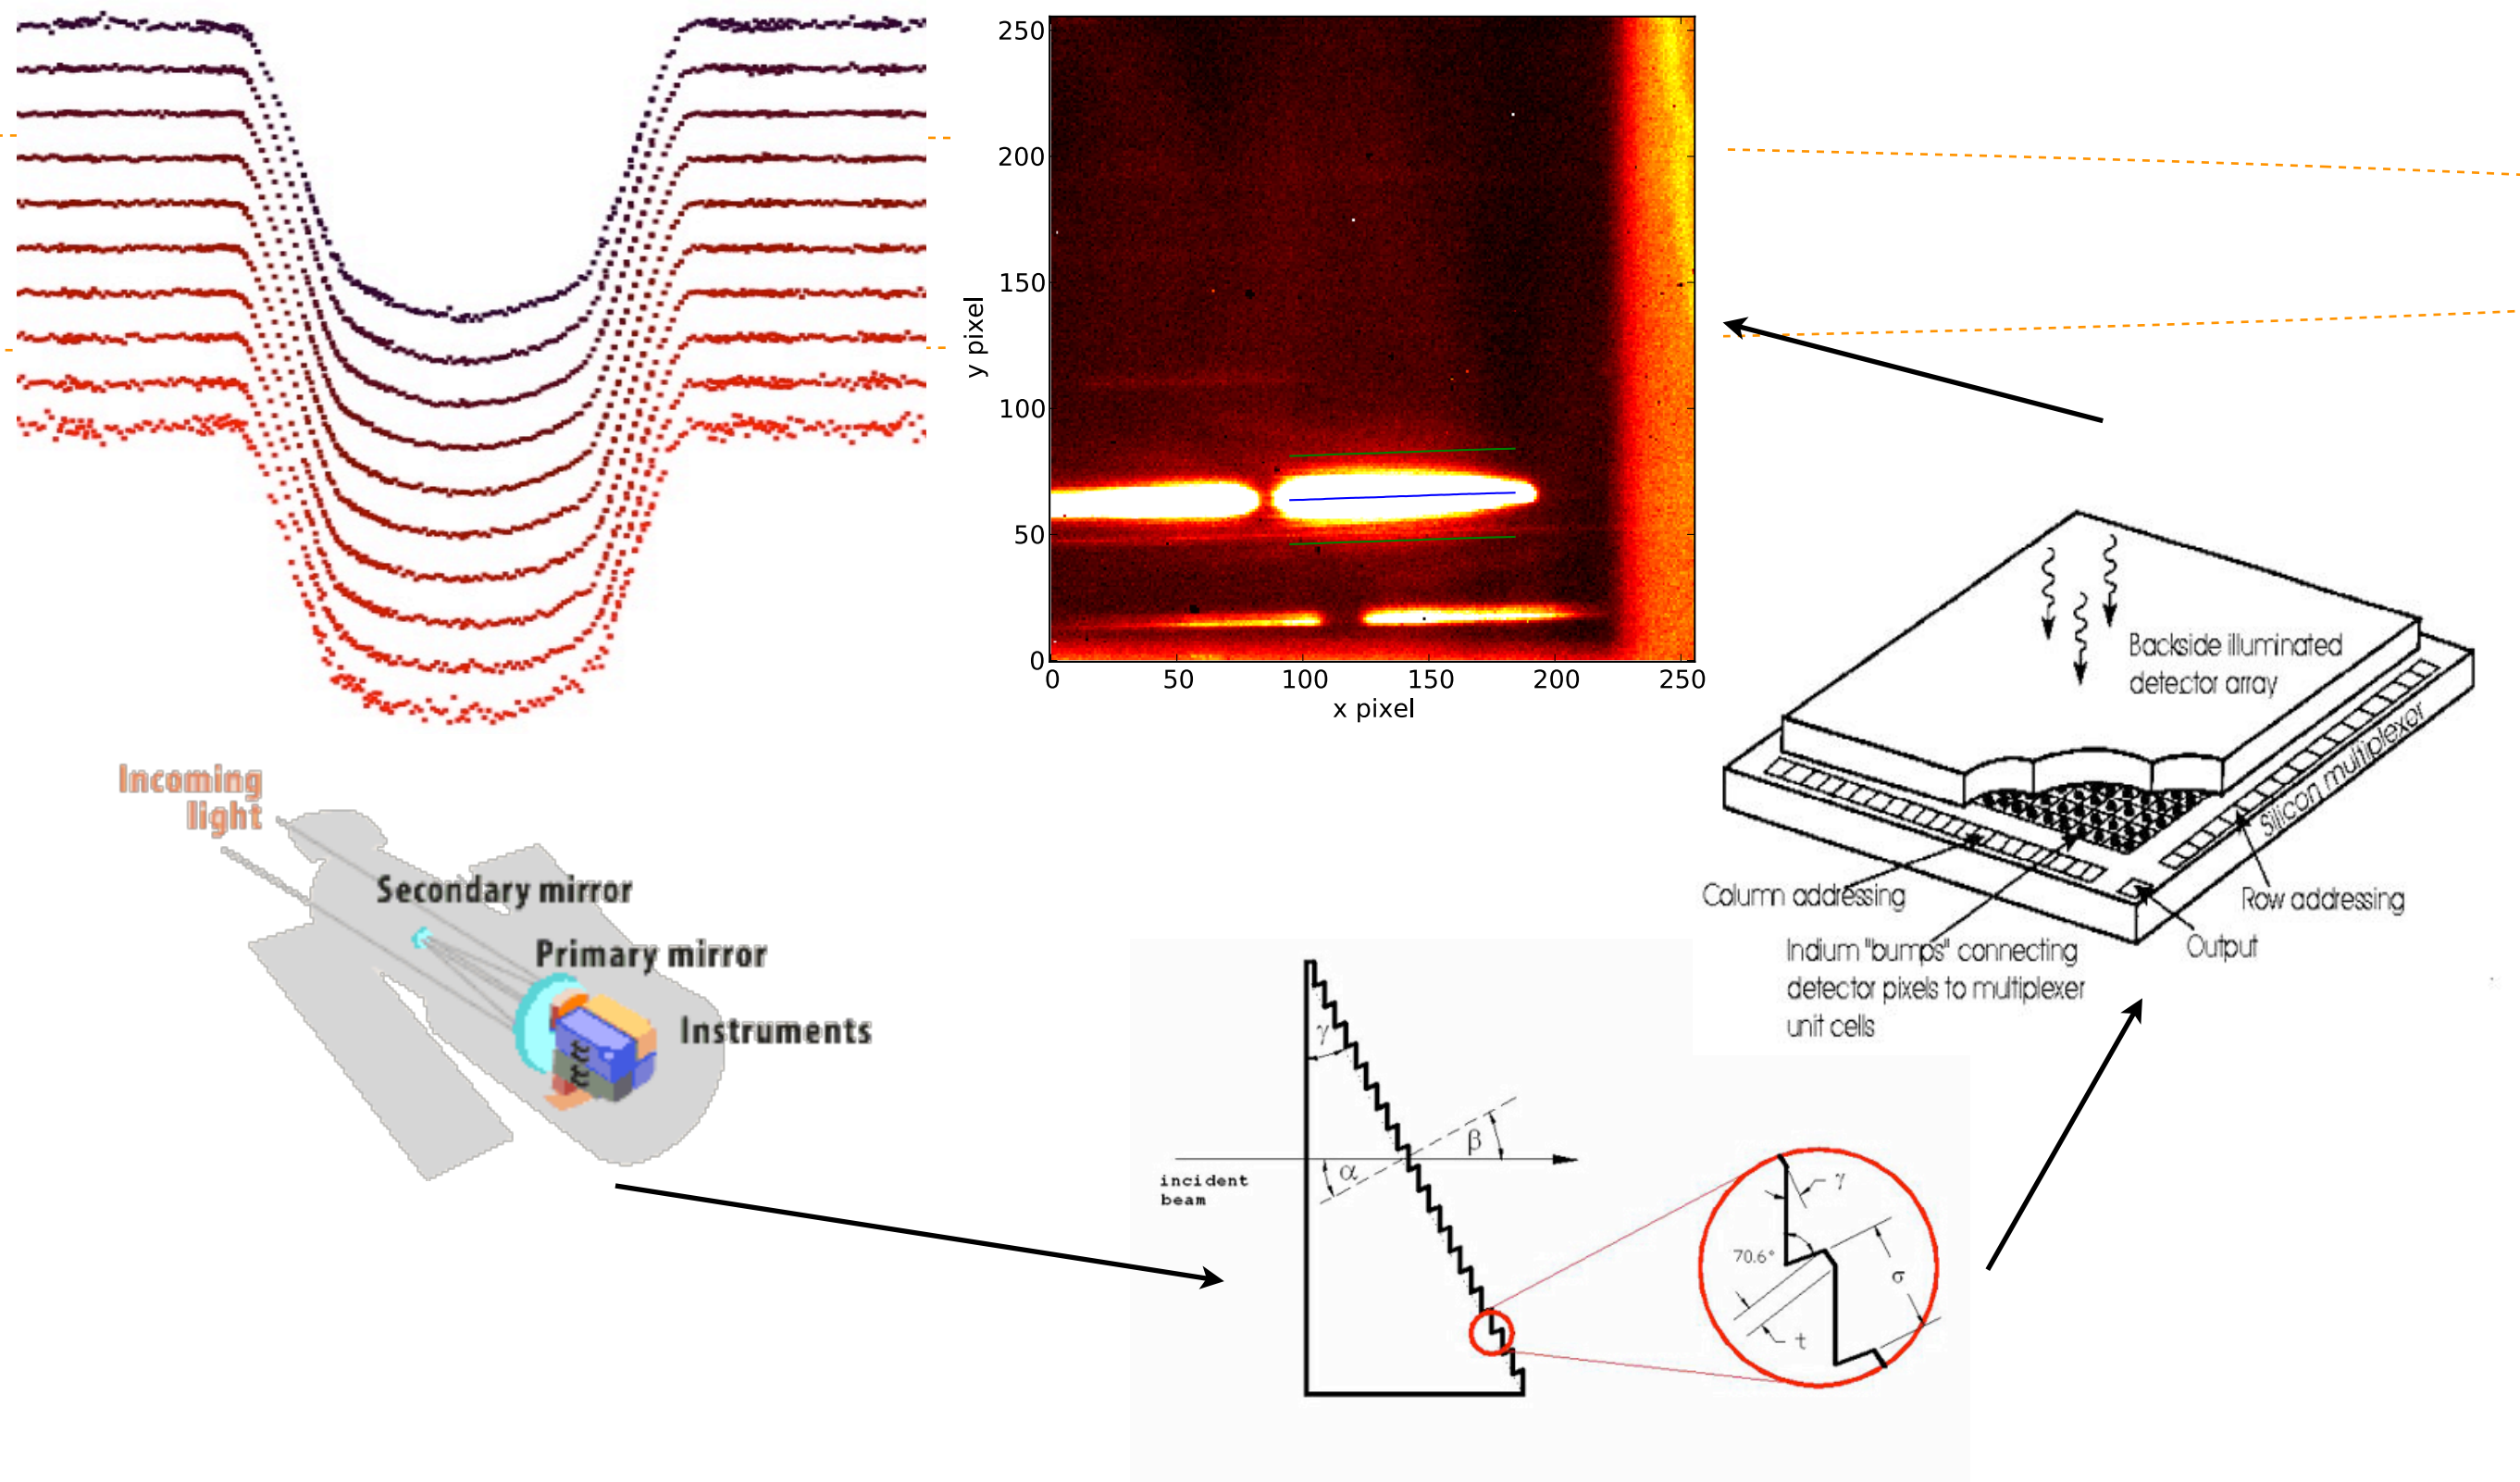 250
200
150
100
50
0
y pixel
0 50 100 150 200 250
x pixel
Backside illuminated
detector array
Silicon multiplexer
Column addressing
Row addressing
Output
Indium "bumps" connecting
detector pixels to multiplexer
unit cells
Incoming
light
Secondary mirror
Primary mirror
Instruments
γ
β
α
incident
beam
γ
70.6°
σ
t